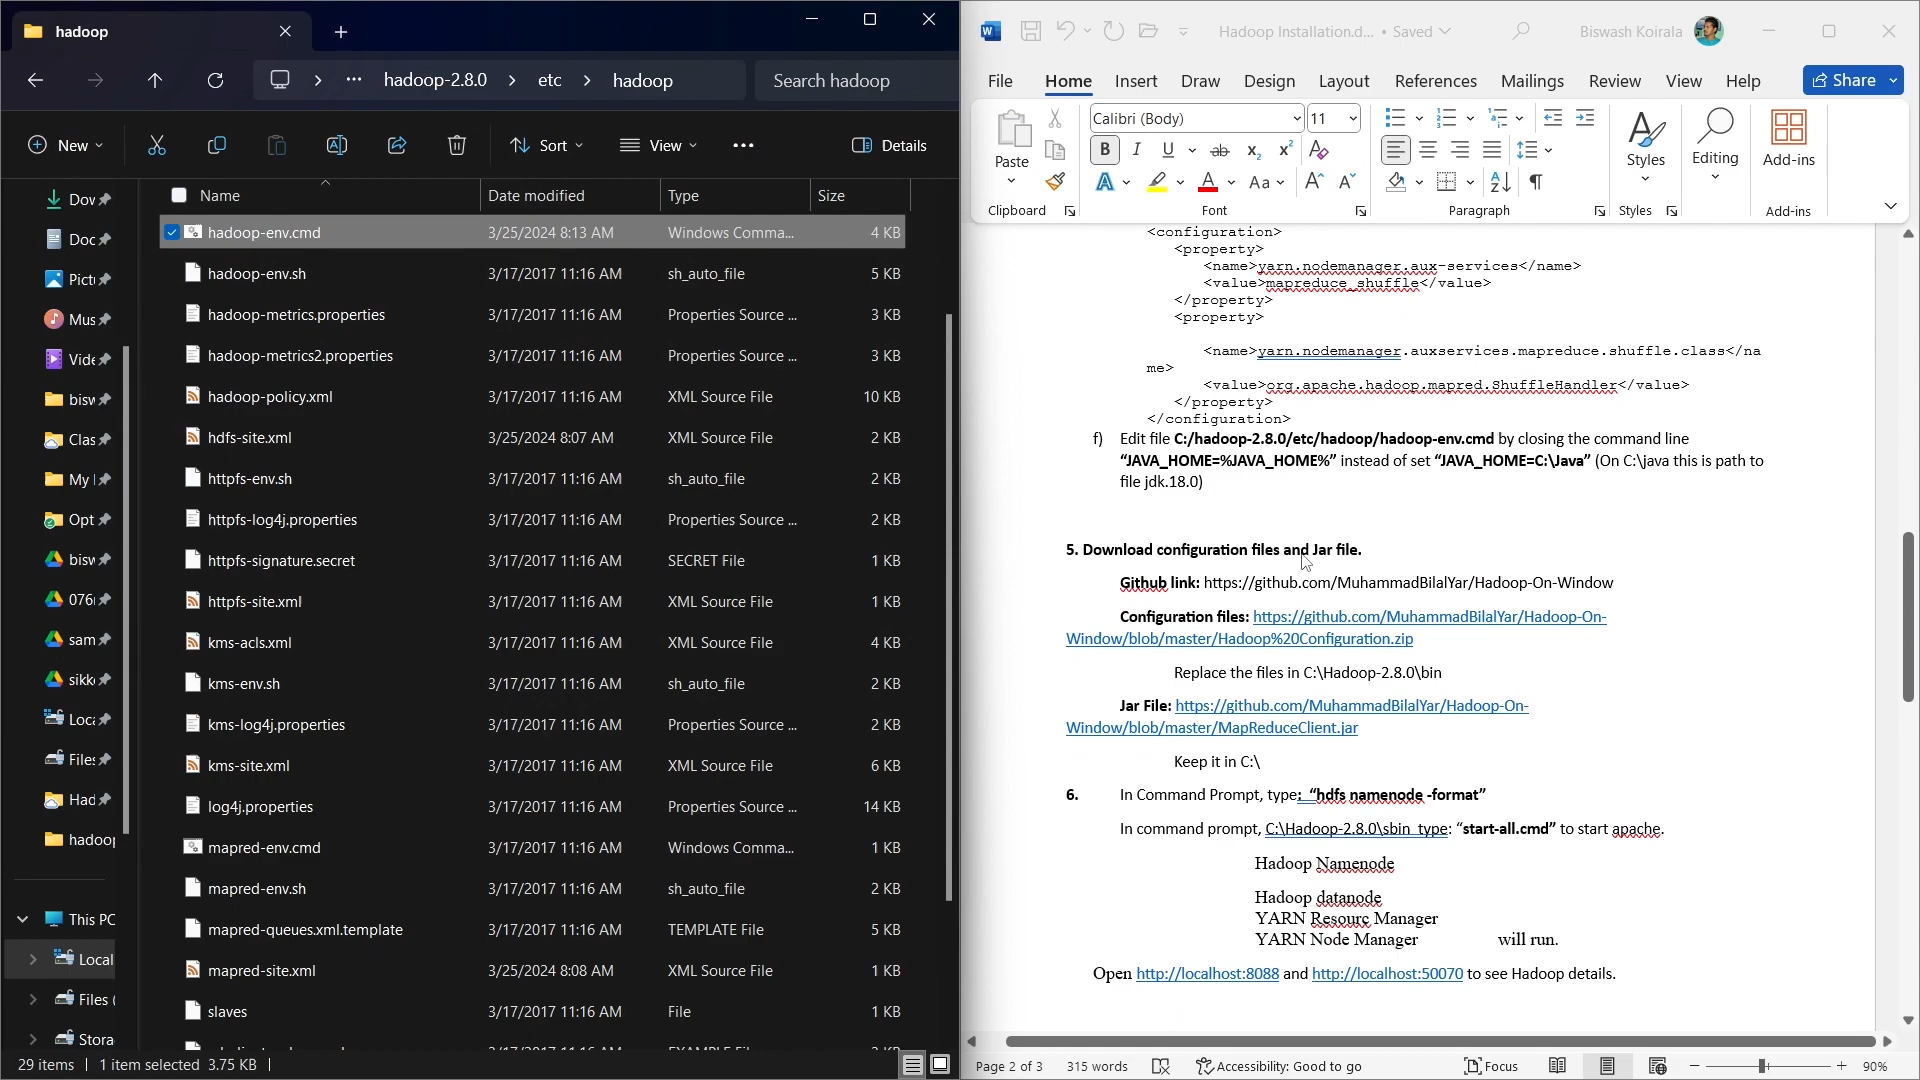 hadoop
hadoop-2.8.0
etc
hadoop
Search hadoop
New
Sort
View
Details
Name
Date modified
Type
Size
hadoop-env.cmd 3/25/2024 8:13 AM Windows Comma... 4 KB
hadoop-env.sh 3/17/2017 11:16 AM sh_auto_file 5 KB
hadoop-metrics.properties 3/17/2017 11:16 AM Properties Source ... 3 KB
hadoop-metrics2.properties 3/17/2017 11:16 AM Properties Source ... 3 KB
hadoop-policy.xml 3/17/2017 11:16 AM XML Source File 10 KB
hdfs-site.xml 3/25/2024 8:07 AM XML Source File 2 KB
httpfs-env.sh 3/17/2017 11:16 AM sh_auto_file 2 KB
httpfs-log4j.properties 3/17/2017 11:16 AM Properties Source ... 2 KB
httpfs-signature.secret 3/17/2017 11:16 AM SECRET File 1 KB
httpfs-site.xml 3/17/2017 11:16 AM XML Source File 1 KB
kms-acls.xml 3/17/2017 11:16 AM XML Source File 4 KB
kms-env.sh 3/17/2017 11:16 AM sh_auto_file 2 KB
kms-log4j.properties 3/17/2017 11:16 AM Properties Source ... 2 KB
kms-site.xml 3/17/2017 11:16 AM XML Source File 6 KB
log4j.properties 3/17/2017 11:16 AM Properties Source ... 14 KB
mapred-env.cmd 3/17/2017 11:16 AM Windows Comma... 1 KB
mapred-env.sh 3/17/2017 11:16 AM sh_auto_file 2 KB
mapred-queues.xml.template 3/17/2017 11:16 AM TEMPLATE File 5 KB
mapred-site.xml 3/25/2024 8:08 AM XML Source File 1 KB
slaves 3/17/2017 11:16 AM File 1 KB
Dow
Doc
Pictu
Mus
Vide
bisw
Clas
My
Opt
bisw
076
sam
sikk
Loca
Files
Had
hadoop
This PC
Local
Files (
Stora
29 items
1 item selected 3.75 KB
Hadoop Installation.d... • Saved
Biswash Koirala
File
Home
Insert
Draw
Design
Layout
References
Mailings
Review
View
Help
Share
Paste
Calibri (Body)
11
Styles
Editing
Add-ins
Clipboard
Font
Paragraph
Styles
Add-ins
<configuration>
<property>
<name>yarn.nodemanager.aux-services</name>
<value>mapreduce_shuffle</value>
</property>
<property>
<name>yarn.nodemanager.auxservices.mapreduce.shuffle.class</na
me>
<value>org.apache.hadoop.mapred.ShuffleHandler</value>
</property>
</configuration>
f) Edit file C:/hadoop-2.8.0/etc/hadoop/hadoop-env.cmd by closing the command line
“JAVA_HOME=%JAVA_HOME%” instead of set “JAVA_HOME=C:\Java” (On C:\java this is path to
file jdk.18.0)
5. Download configuration files and Jar file.
Github link: https://github.com/MuhammadBilalYar/Hadoop-On-Window
Configuration files: https://github.com/MuhammadBilalYar/Hadoop-On-
Window/blob/master/Hadoop%20Configuration.zip
Replace the files in C:\Hadoop-2.8.0\bin
Jar File: https://github.com/MuhammadBilalYar/Hadoop-On-
Window/blob/master/MapReduceClient.jar
Keep it in C:\
6. In Command Prompt, type: “hdfs namenode -format”
In command prompt, C:\Hadoop-2.8.0\sbin type: “start-all.cmd” to start apache.
Hadoop Namenode
Hadoop datanode
YARN Resourc Manager
YARN Node Manager will run.
Open http://localhost:8088 and http://localhost:50070 to see Hadoop details.
Page 2 of 3
315 words
Accessibility: Good to go
Focus
90%